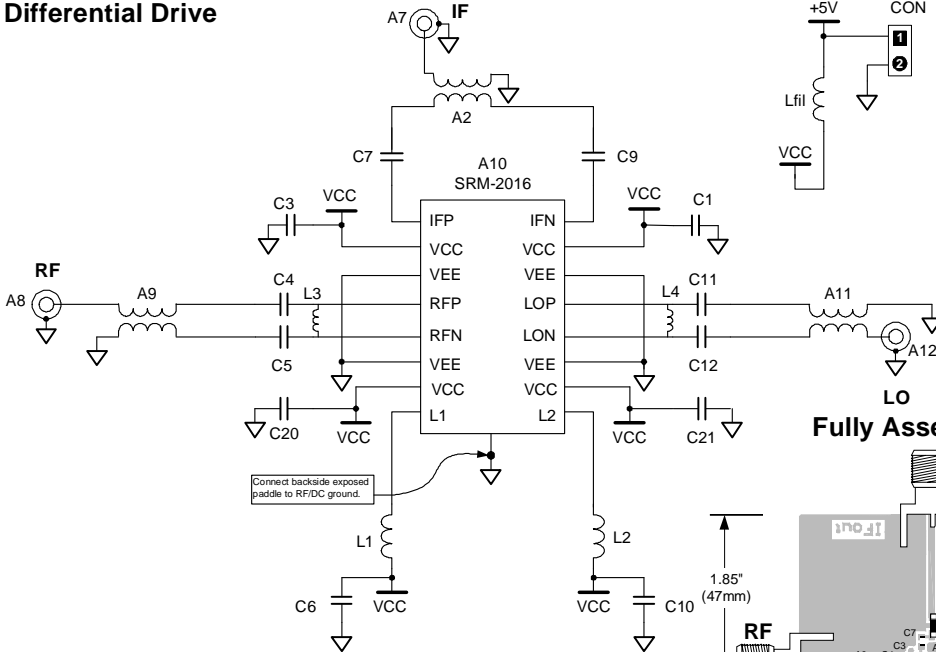 Differential Drive
A7
IF
+5V
CON
1
2
Lfil
VCC
A2
C7
C9
A10
SRM-2016
VCC
C3
VCC
C1
IFP
IFN
VCC
VCC
VEE
VEE
RF
A8
A9
C4
L3
RFP
LOP
L4
C11
A11
C5
RFN
LON
C12
A12
VEE
VEE
LO
C20
VCC
VCC
VCC
VCC
C21
L1
L2
Fully Asse
Connect backside exposed
paddle to RF/DC ground.
L1
L2
IFout
1.85"
(47mm)
C6
VCC
VCC
C10
RF
C7
C3